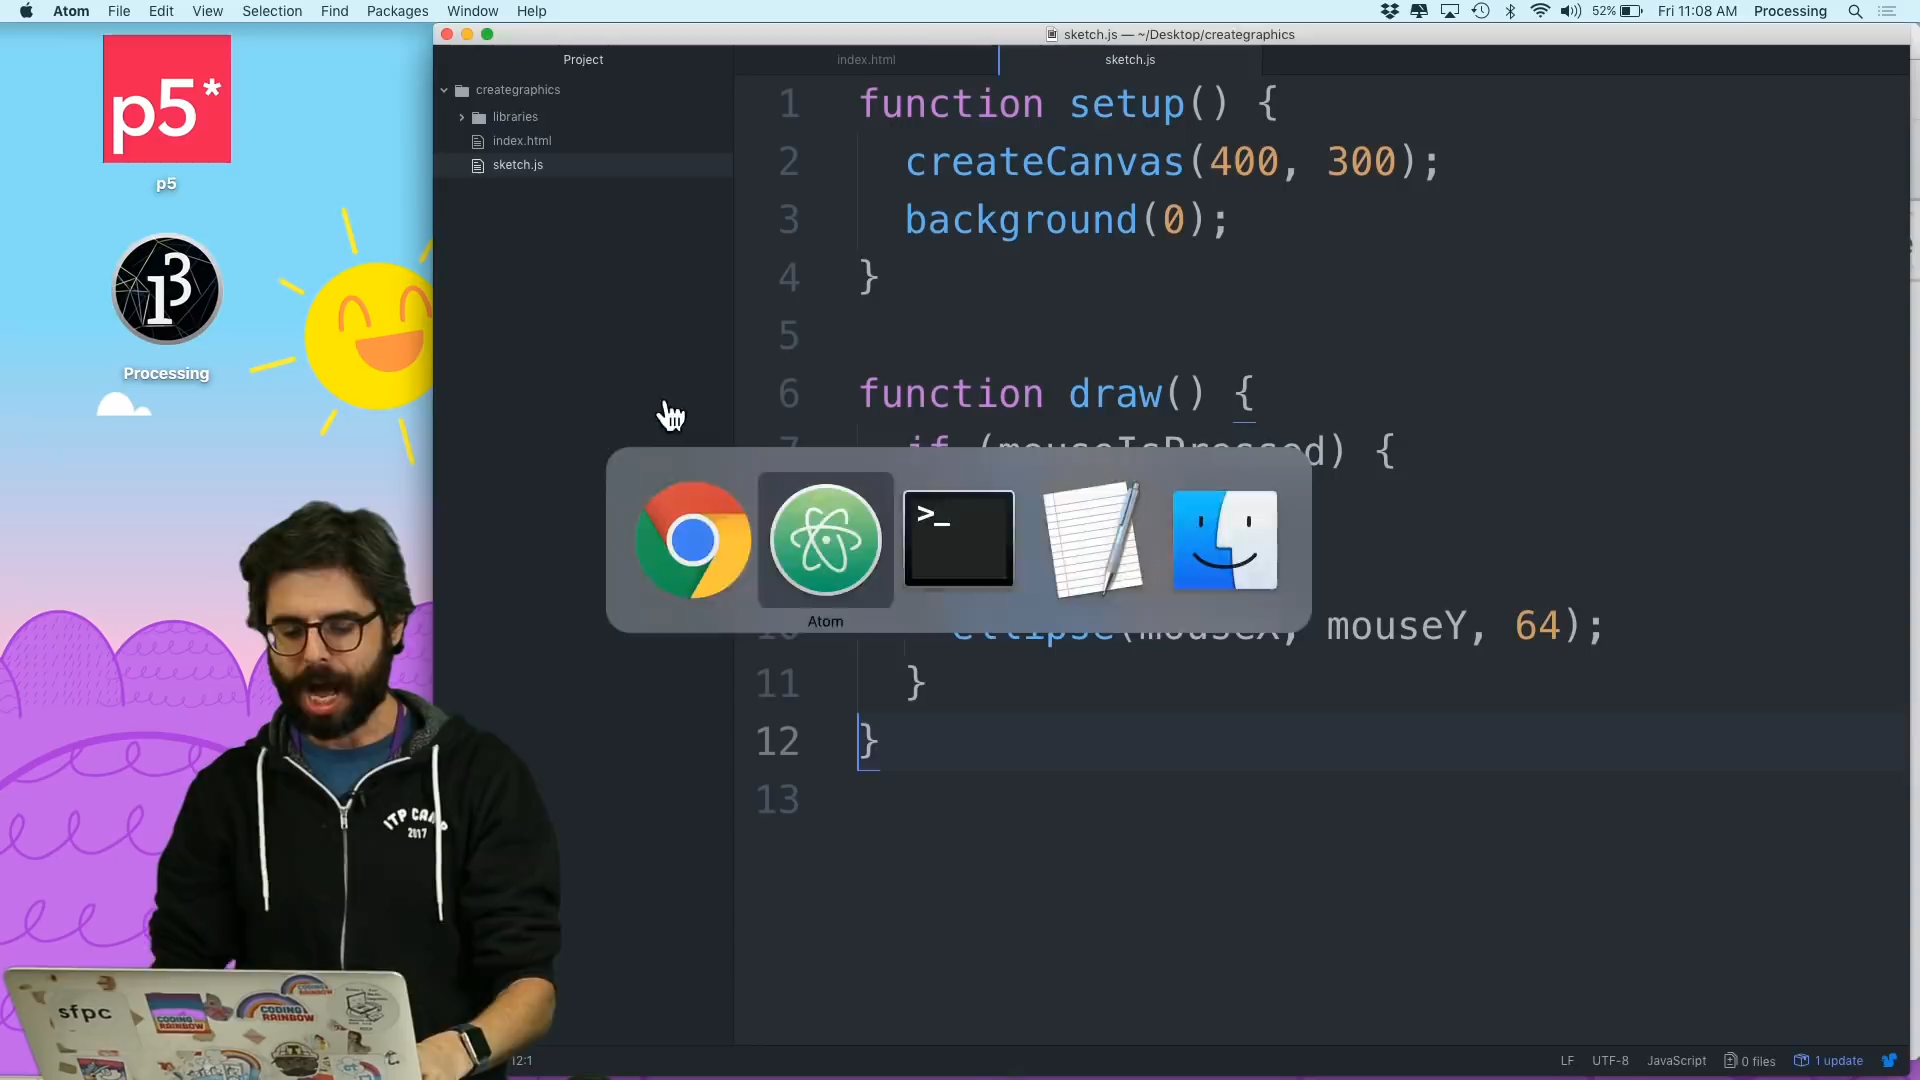 Atom File Edit View Selection Find Packages Window Help
52% Fri 11:08 AM Processing
sketch.js — ~/Desktop/creategraphics
Project
index.html
sketch.js
creategraphics
libraries
index.html
sketch.js
p5*
p5
Processing
1 function setup() {
2 createCanvas(400, 300);
3 background(0);
4 }
5
6 function draw() {
if (mouseIsPressed) {
>_
Atom
ellipse(mouseX, mouseY, 64);
11 }
12 }
13
ITP CAMP
2017
sfpc
CODING
RAINBOW
CODING
RAINBOW
12:1
LF UTF-8 JavaScript 0 files 1 update